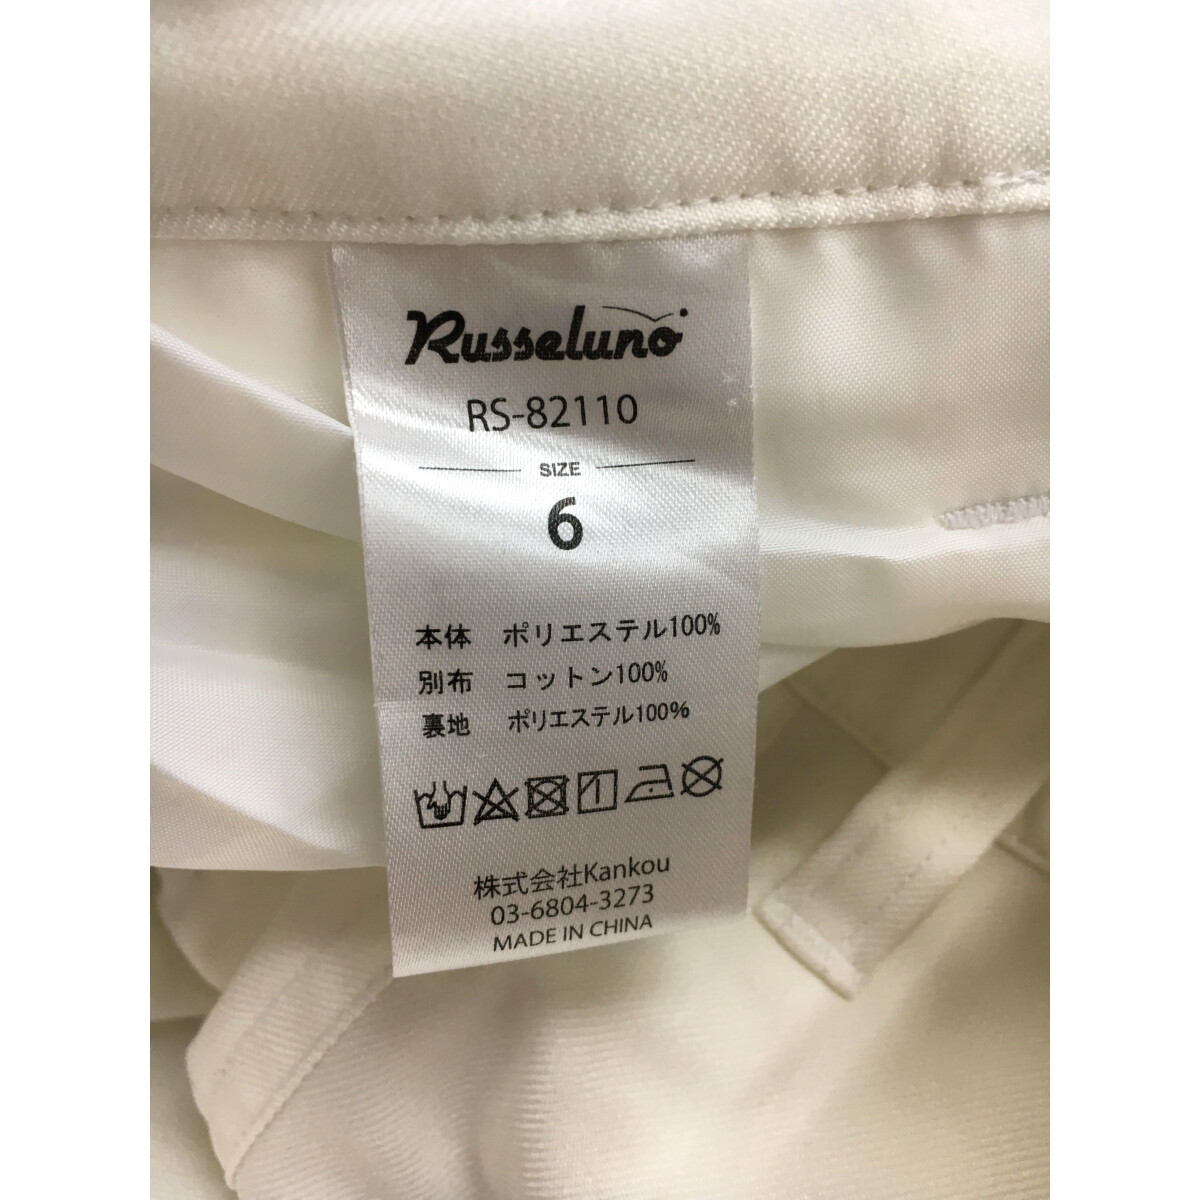 Russeluno
RS-82110
SIZE
6
本体 ポリエステル100%
別布 コットン100%
裏地 ポリエステル100%
株式会社Kankou
03-6804-3273
MADE IN CHINA